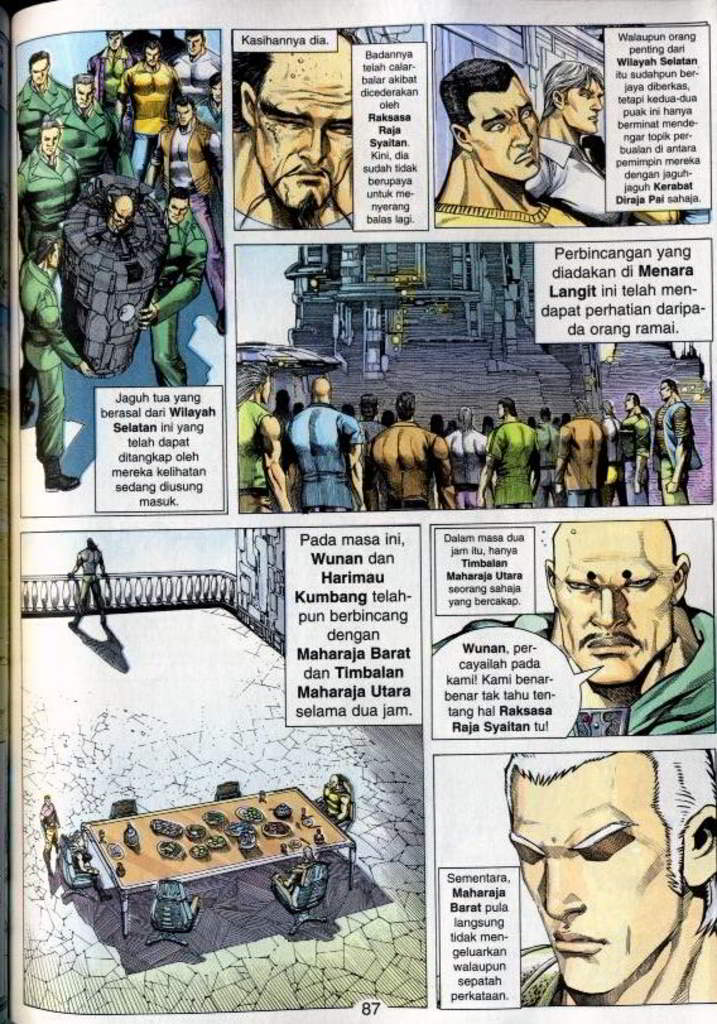 Jaguh tua yang
berasal dari Wilayah
Selatan ini yang
telah dapat
ditangkap oleh
mereka kelihatan
sedang diusung
masuk.
Kasihannya dia.
Badannya
telah calar-
balar akibat
dicederakan
oleh
Raksasa
Raja
Syaitan.
Kini, dia
sudah tidak
berupaya
untuk me-
nyerang
balas lagi.
Walaupun orang
penting dari
Wilayah Selatan
itu sudahpun ber-
jaya diberkas,
tetapi kedua-dua
puak ini hanya
berminat mende-
ngar topik per-
bualan di antara
pemimpin mereka
dengan jaguh-
jaguh Kerabat
Diraja Pai sahaja.
Perbincangan yang
diadakan di Menara
Langit ini telah men-
dapat perhatian daripa-
da orang ramai.
Pada masa ini,
Wunan dan
Harimau
Kumbang telah-
pun berbincang
dengan
Maharaja Barat
dan Timbalan
Maharaja Utara
selama dua jam.
Dalam masa dua
jam itu, hanya
Timbalan
Maharaja Utara
seorang sahaja
yang bercakap.
Wunan, per-
cayailah pada
kami! Kami benar-
benar tak tahu ten-
tang hal Raksasa
Raja Syaitan tu!
Sementara,
Maharaja
Barat pula
langsung
tidak men-
geluarkan
walaupun
sepatah
perkataan.
87